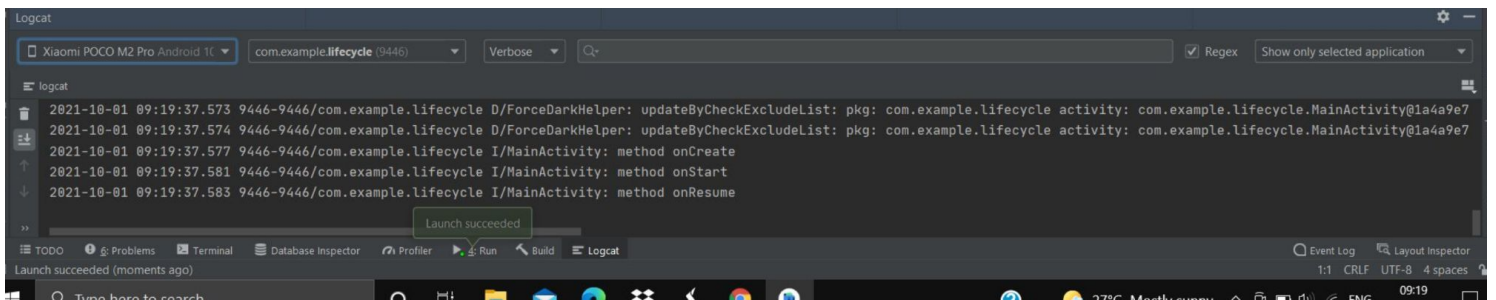 Logcat
Xiaomi POCO M2 Pro Android 10 com.example.lifecycle (9446) Verbose Regex Show only selected application
logcat
2021-10-01 09:19:37.573 9446-9446/com.example.lifecycle D/ForceDarkHelper: updateByCheckExcludeList: pkg: com.example.lifecycle activity: com.example.lifecycle.MainActivity@1a4a9e7
2021-10-01 09:19:37.574 9446-9446/com.example.lifecycle D/ForceDarkHelper: updateByCheckExcludeList: pkg: com.example.lifecycle activity: com.example.lifecycle.MainActivity@1a4a9e7
2021-10-01 09:19:37.577 9446-9446/com.example.lifecycle I/MainActivity: method onCreate
2021-10-01 09:19:37.581 9446-9446/com.example.lifecycle I/MainActivity: method onStart
2021-10-01 09:19:37.583 9446-9446/com.example.lifecycle I/MainActivity: method onResume
Launch succeeded
TODO 6: Problems Terminal Database Inspector Profiler 4: Run Build Logcat Event Log Layout Inspector
Launch succeeded (moments ago) 1:1 CRLF UTF-8 4 spaces
Type here to search 27°C Mostly sunny ENG 09:19